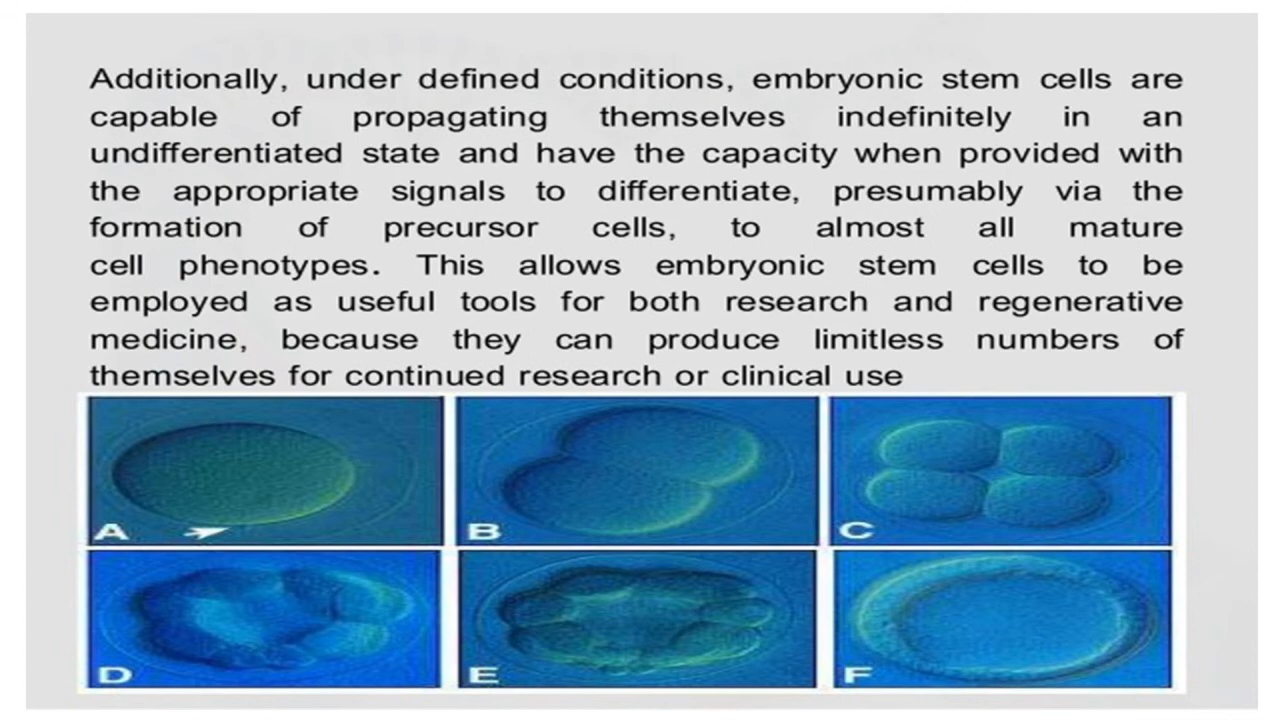 Additionally, under defined conditions, embryonic stem cells are
capable of propagating themselves indefinitely in an
undifferentiated state and have the capacity when provided with
the appropriate signals to differentiate, presumably via the
formation of precursor cells, to almost all mature
cell phenotypes. This allows embryonic stem cells to be
employed as useful tools for both research and regenerative
medicine, because they can produce limitless numbers of
themselves for continued research or clinical use
A B C
D E F